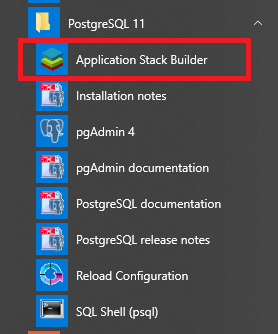 PostgreSQL 11
Application Stack Builder
Installation notes
pgAdmin 4
pgAdmin documentation
PostgreSQL documentation
PostgreSQL release notes
Reload Configuration
SQL Shell (psql)